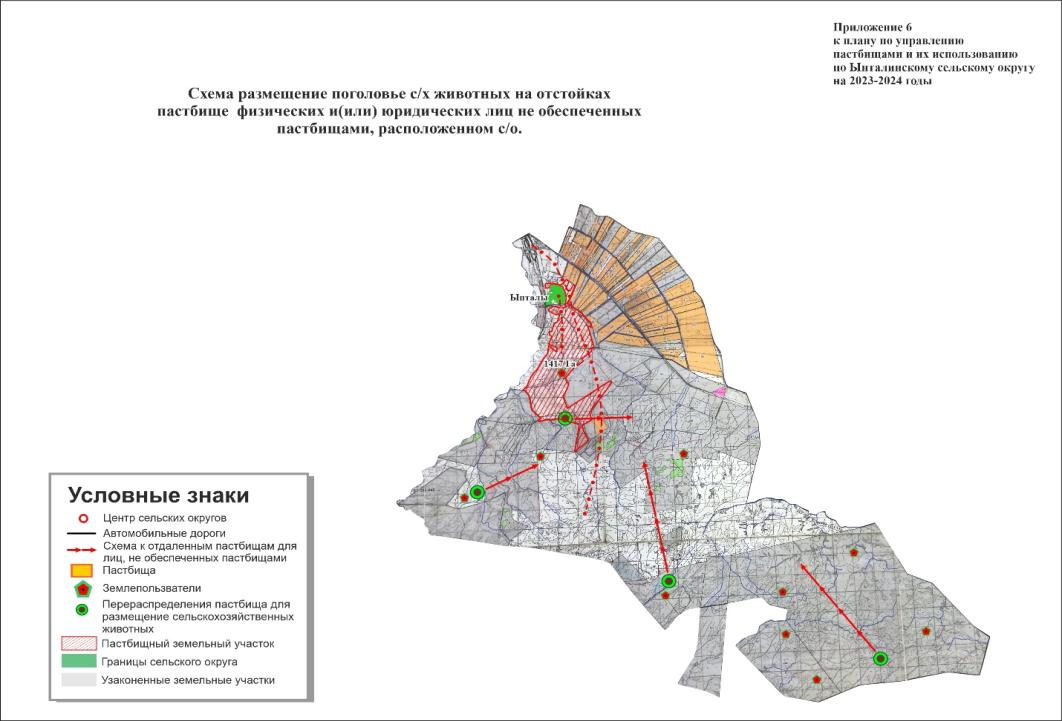 Приложение 6
к плану по управлению
пастбищами и их использованию
по Ынталинскому сельскому округу
на 2023-2024 годы
Схема размещение поголовье с/х животных на отстойках
пастбище физических и(или) юридических лиц не обеспеченных
пастбищами, расположенном с/о.
Ынталы
Условные знаки
Центр сельских округов
Автомобильные дороги
Схема к отдаленным пастбищам для
лиц, не обеспеченных пастбищами
Пастбища
Землепользватели
Перераспределения пастбища для
размещение сельскохозяйственных
животных
Пастбищный земельный участок
Границы сельского округа
Узаконенные земельные участки